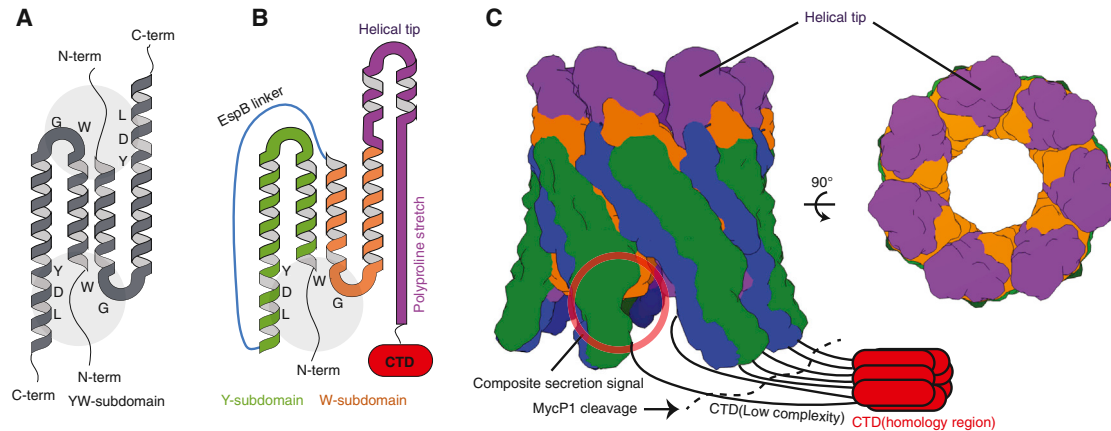 A
C-term
N-term
G
W
L
D
Y
Y
D
L
W
G
N-term
C-term
YW-subdomain
B
Helical tip
EspB linker
Polyproline stretch
Y
D
L
W
G
N-term
CTD
Y-subdomain
W-subdomain
C
Helical tip
90°
Composite secretion signal
MycP1 cleavage
CTD(Low complexity)
CTD(homology region)